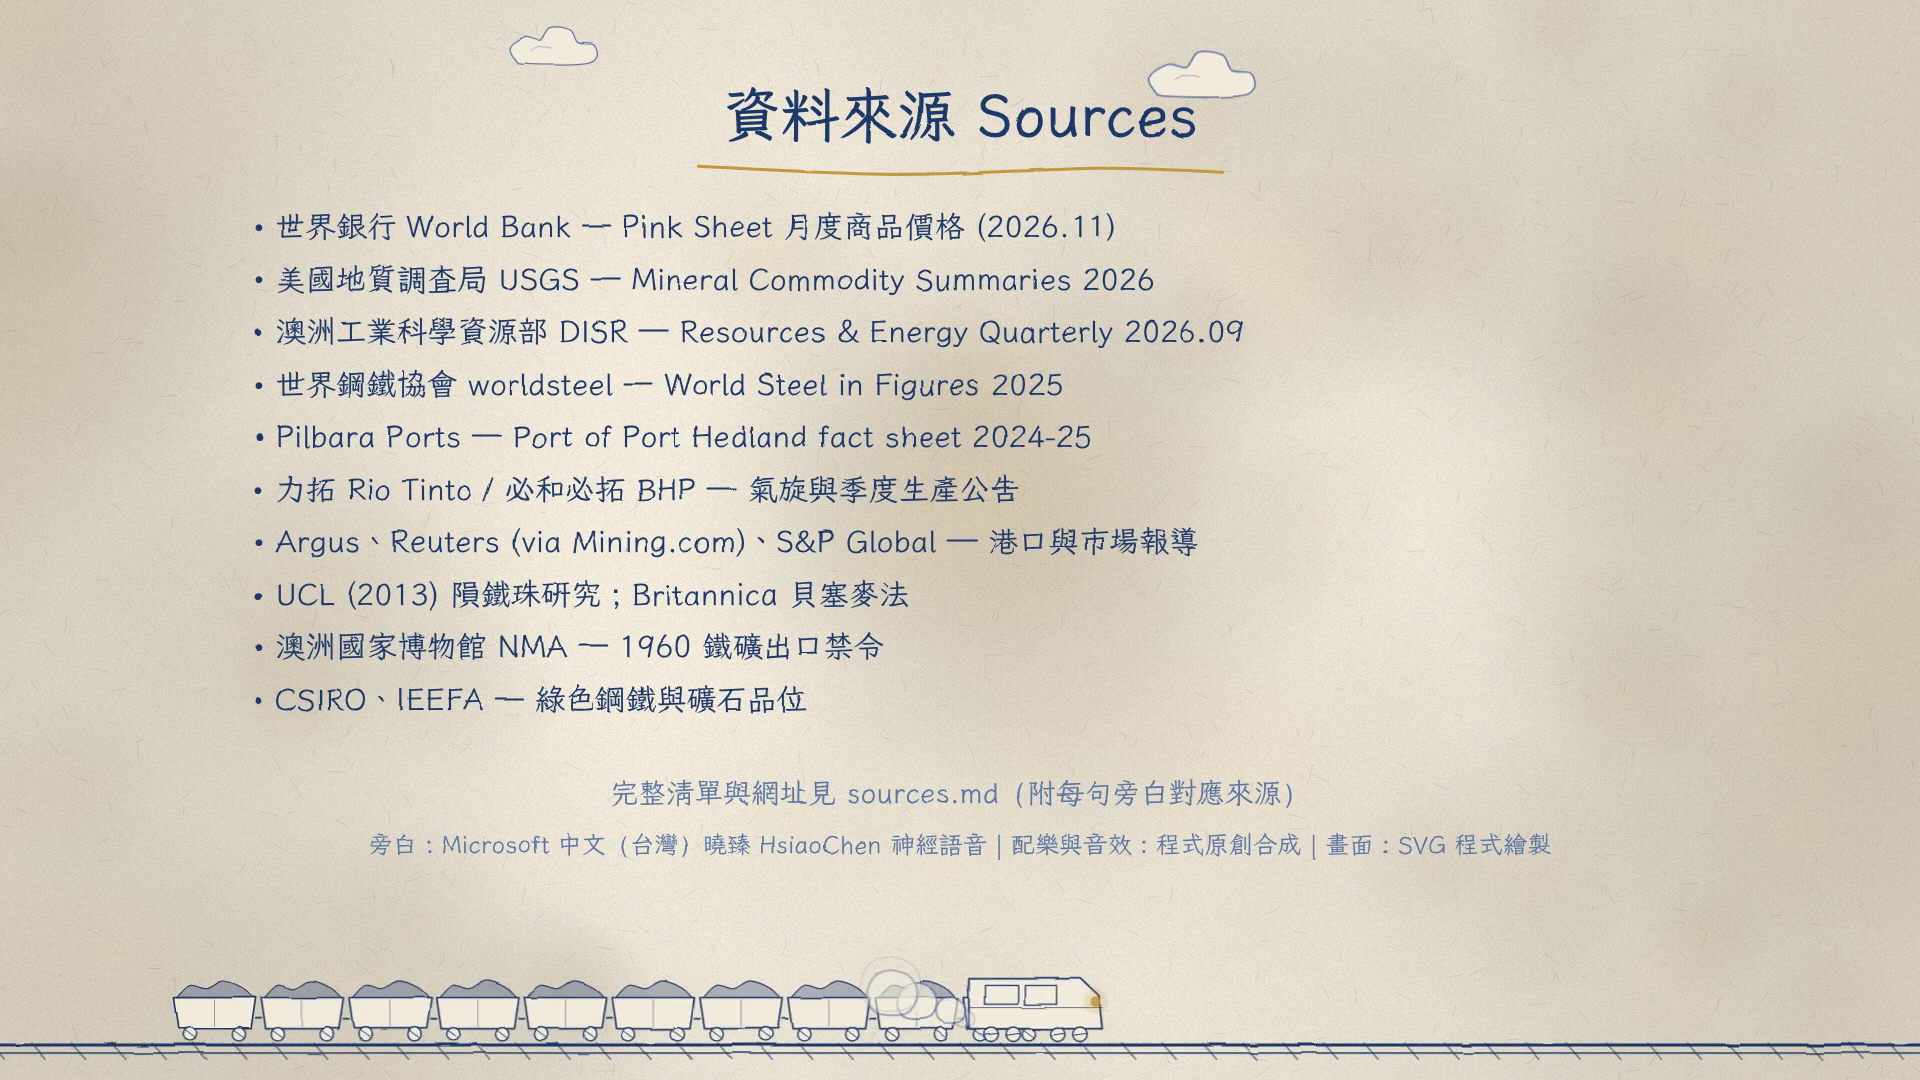 資料來源 Sources
• 世界銀行 World Bank — Pink Sheet 月度商品價格 (2026.11)
• 美國地質調查局 USGS — Mineral Commodity Summaries 2026
• 澳洲工業科學資源部 DISR — Resources & Energy Quarterly 2026.09
• 世界鋼鐵協會 worldsteel — World Steel in Figures 2025
• Pilbara Ports — Port of Port Hedland fact sheet 2024-25
• 力拓 Rio Tinto / 必和必拓 BHP — 氣旋與季度生產公告
• Argus、Reuters (via Mining.com)、S&P Global — 港口與市場報導
• UCL (2013) 隕鐵珠研究；Britannica 貝塞麥法
• 澳洲國家博物館 NMA — 1960 鐵礦出口禁令
• CSIRO、IEEFA — 綠色鋼鐵與礦石品位
完整清單與網址見 sources.md（附每句旁白對應來源）
旁白：Microsoft 中文（台灣）曉臻 HsiaoChen 神經語音｜配樂與音效：程式原創合成｜畫面：SVG 程式繪製